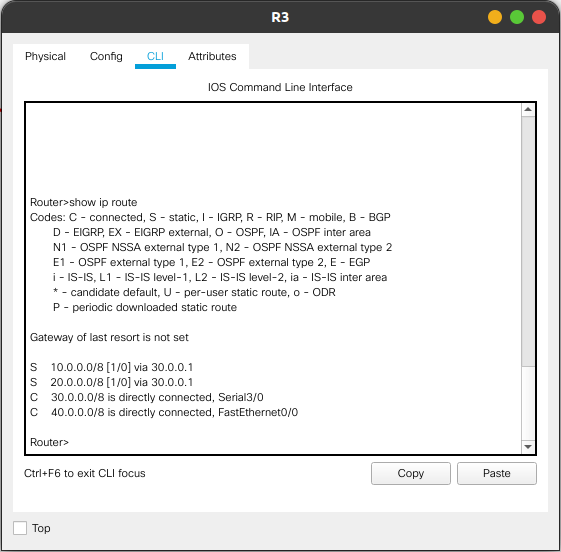 R3
Physical Config CLI Attributes
IOS Command Line Interface
Router>show ip route
Codes: C - connected, S - static, I - IGRP, R - RIP, M - mobile, B - BGP
D - EIGRP, EX - EIGRP external, O - OSPF, IA - OSPF inter area
N1 - OSPF NSSA external type 1, N2 - OSPF NSSA external type 2
E1 - OSPF external type 1, E2 - OSPF external type 2, E - EGP
i - IS-IS, L1 - IS-IS level-1, L2 - IS-IS level-2, ia - IS-IS inter area
* - candidate default, U - per-user static route, o - ODR
P - periodic downloaded static route
Gateway of last resort is not set
S 10.0.0.0/8 [1/0] via 30.0.0.1
S 20.0.0.0/8 [1/0] via 30.0.0.1
C 30.0.0.0/8 is directly connected, Serial3/0
C 40.0.0.0/8 is directly connected, FastEthernet0/0
Router>
Ctrl+F6 to exit CLI focus
Copy Paste
Top